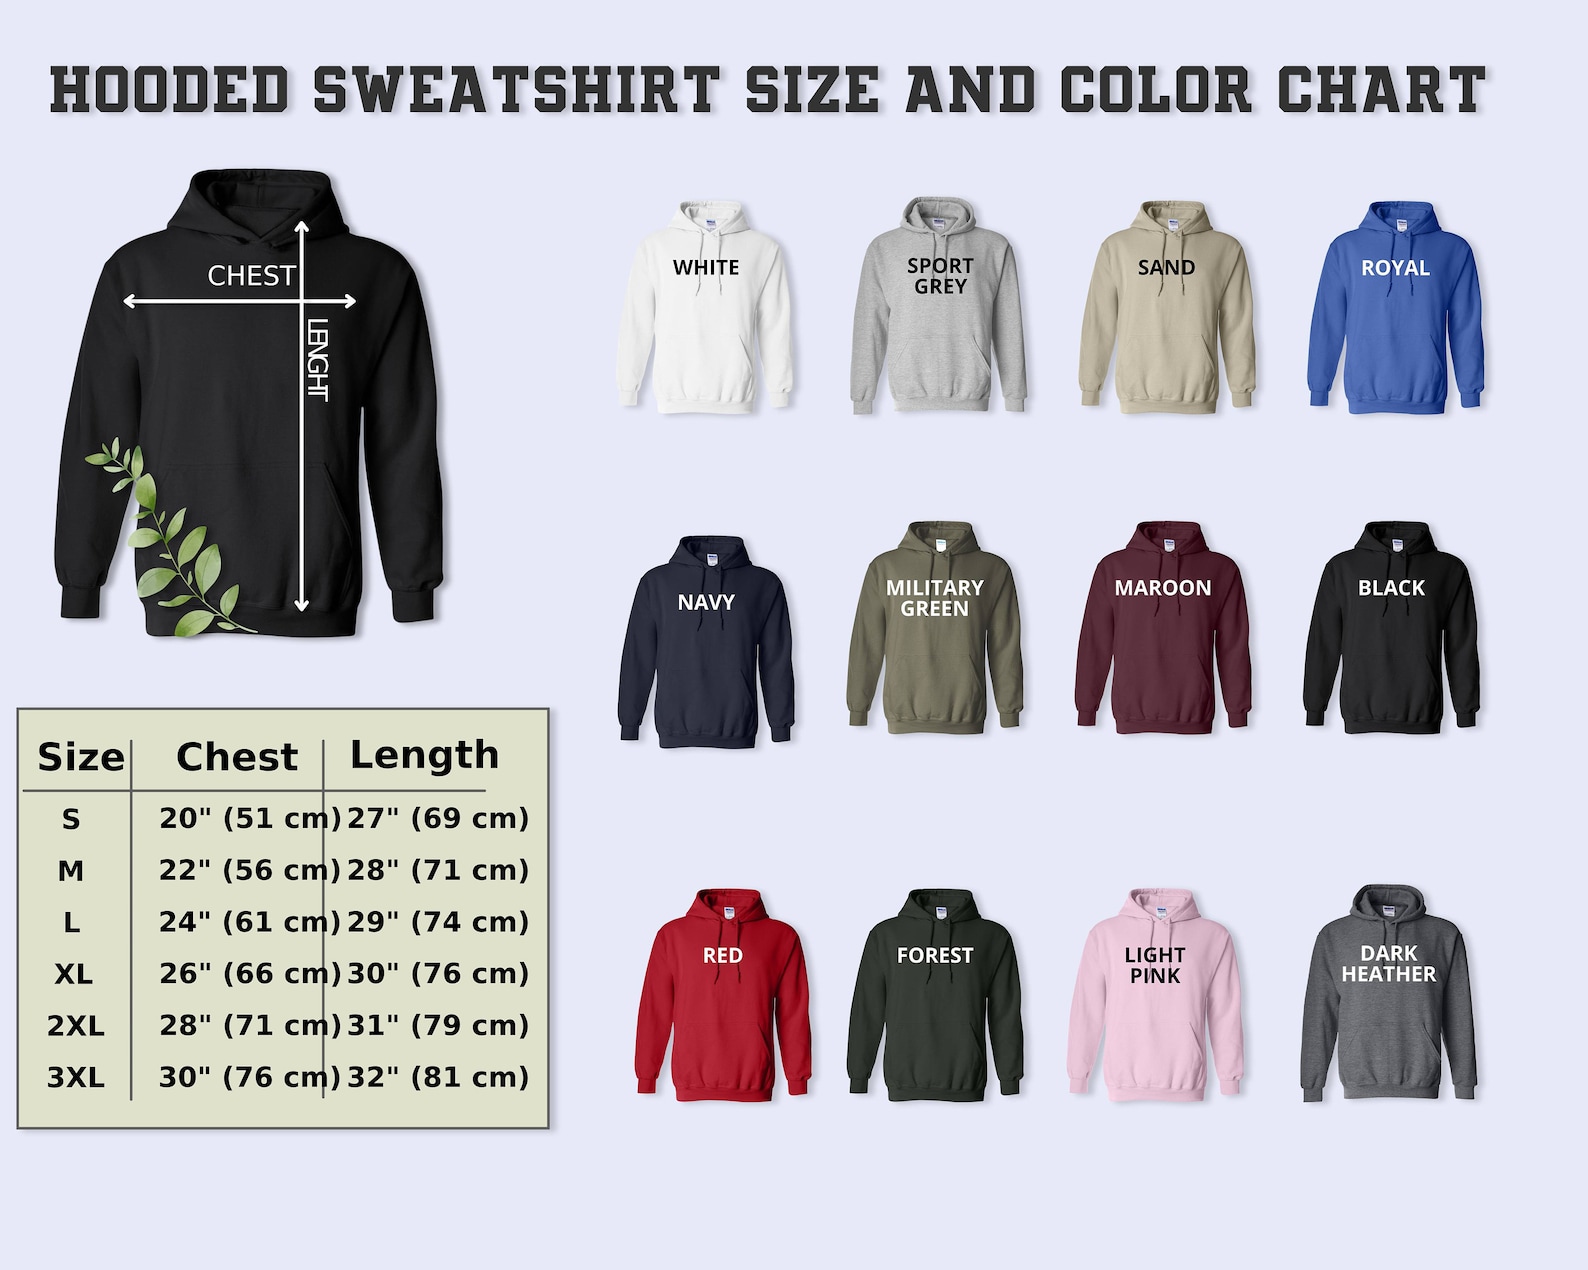 HOODED SWEATSHIRT SIZE AND COLOR CHART
CHEST
LENGHT
WHITE
SPORT
GREY
SAND
ROYAL
NAVY
MILITARY
GREEN
MAROON
BLACK
RED
FOREST
LIGHT
PINK
DARK
HEATHER
Size Chest Length
S 20" (51 cm) 27" (69 cm)
M 22" (56 cm) 28" (71 cm)
L 24" (61 cm) 29" (74 cm)
XL 26" (66 cm) 30" (76 cm)
2XL 28" (71 cm) 31" (79 cm)
3XL 30" (76 cm) 32" (81 cm)